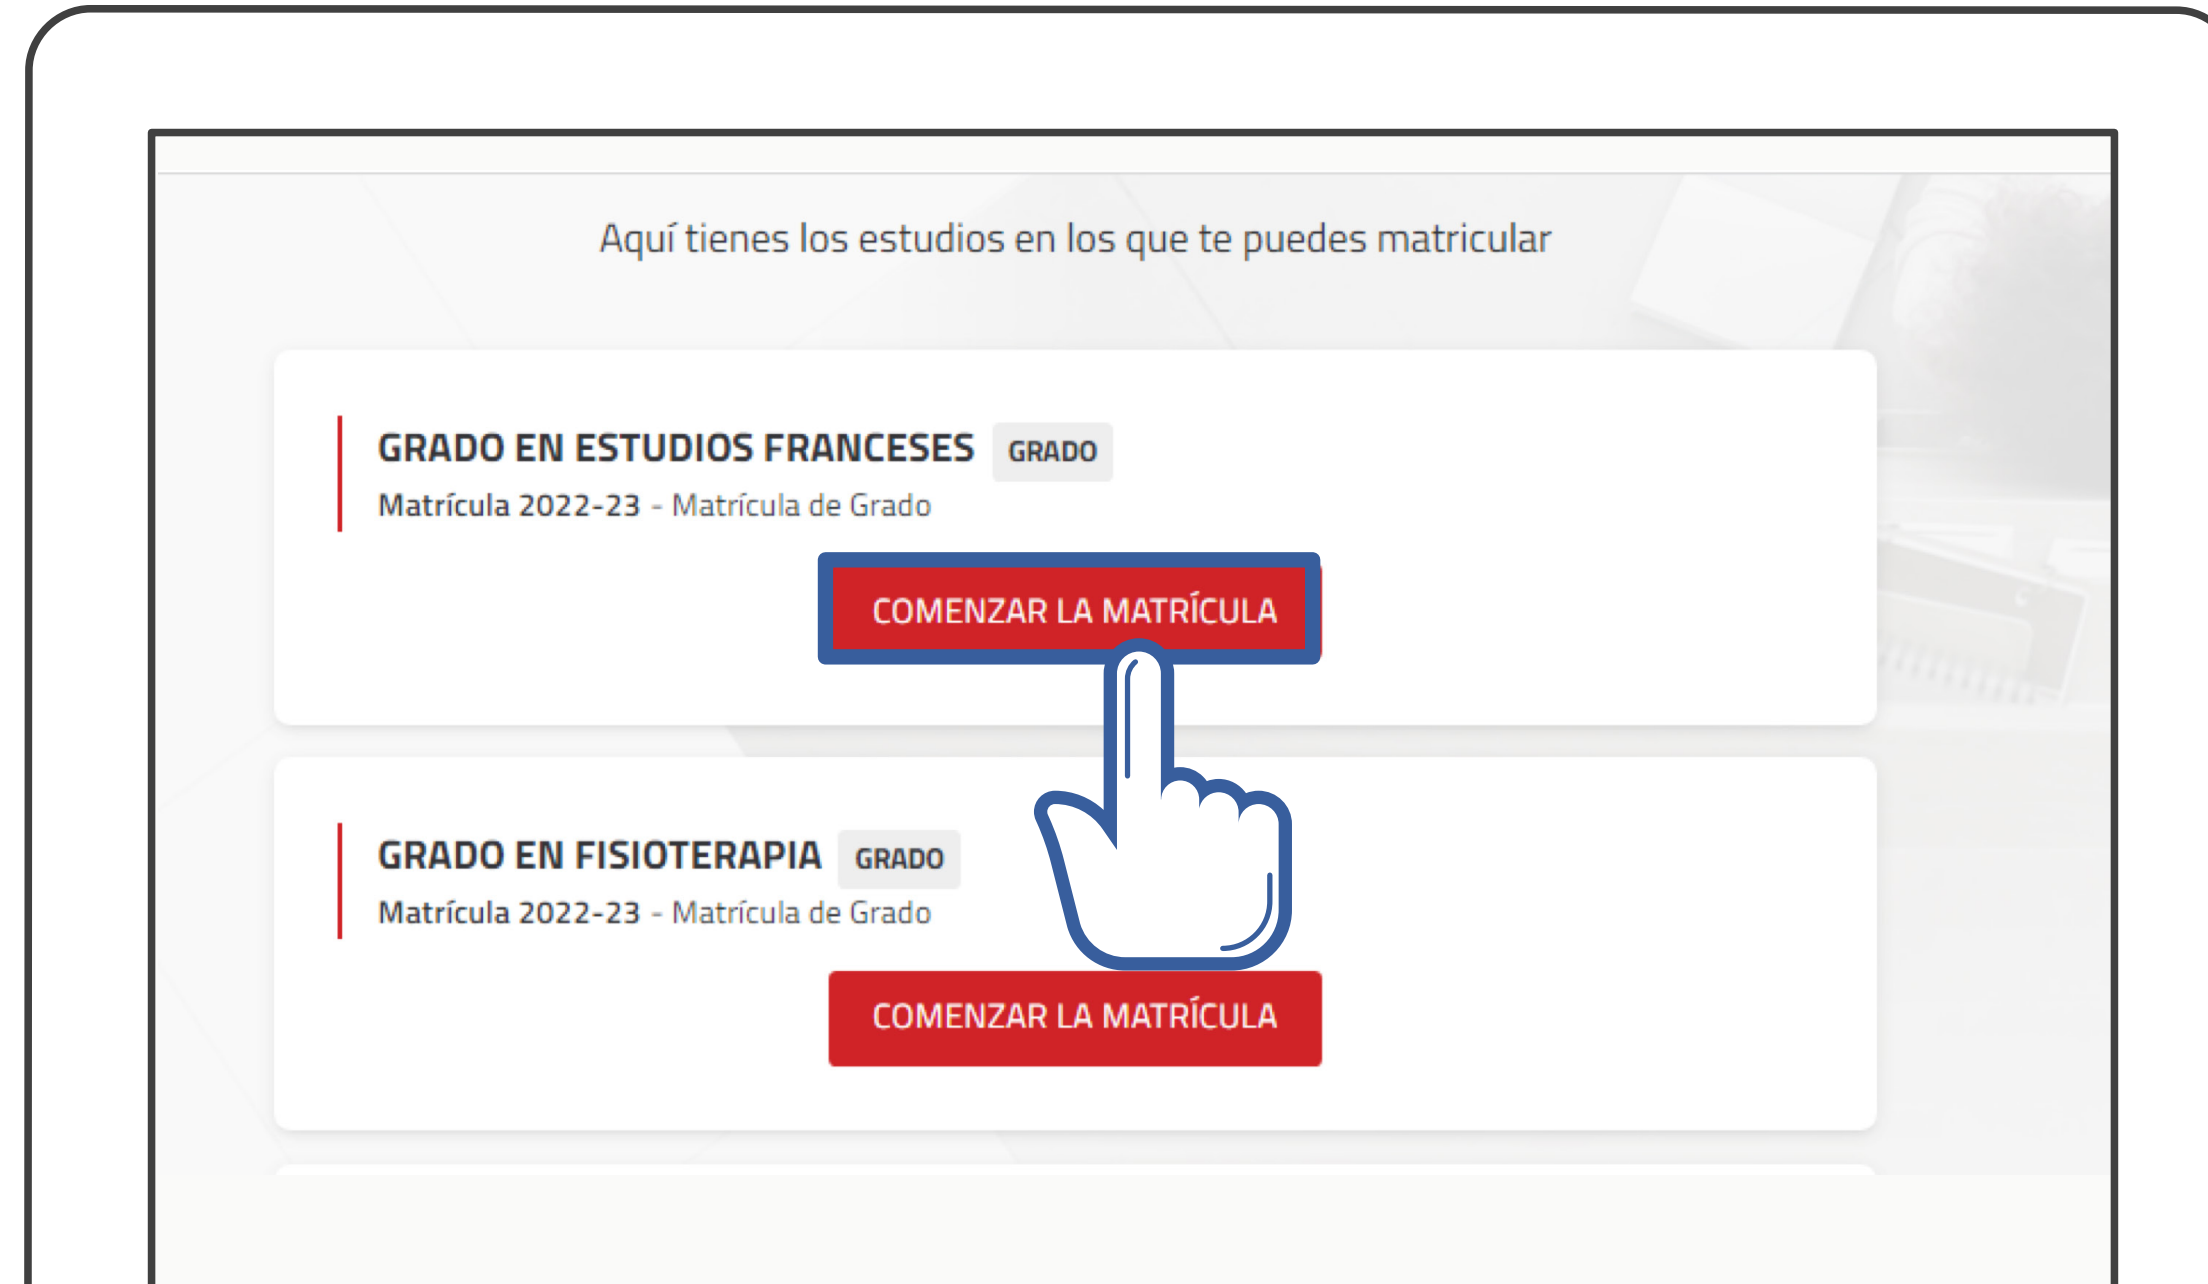 Aquí tienes los estudios en los que te puedes matricular
GRADO EN ESTUDIOS FRANCESES GRADO
Matrícula 2022-23 - Matrícula de Grado
COMENZAR LA MATRÍCULA
GRADO EN FISIOTERAPIA GRADO
Matrícula 2022-23 - Matrícula de Grado
COMENZAR LA MATRÍCULA